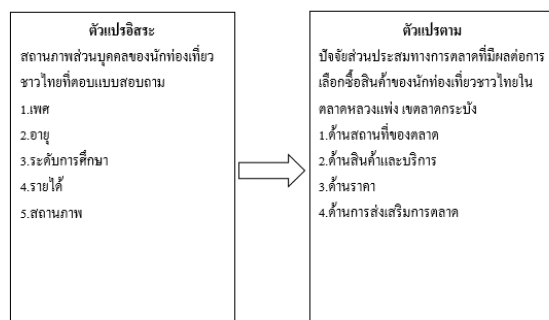 ตัวแปรอิสระ
สถานภาพส่วนบุคคลของนักท่องเที่ยว
ชาวไทยที่ตอบแบบสอบถาม
1.เพศ
2.อายุ
3.ระดับการศึกษา
4.รายได้
5.สถานภาพ
ตัวแปรตาม
ปัจจัยส่วนประสมทางการตลาดที่มีผลต่อการ
เลือกซื้อสินค้าของนักท่องเที่ยวชาวไทยใน
ตลาดหลวงแพ่ง เขตลาดกระบัง
1.ด้านสถานที่ของตลาด
2.ด้านสินค้าและบริการ
3.ด้านราคา
4.ด้านการส่งเสริมการตลาด